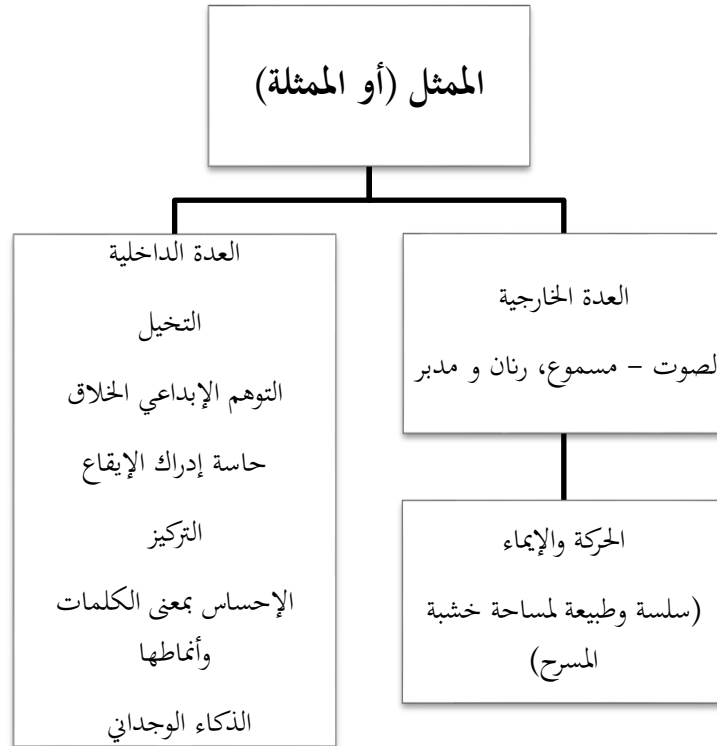 الممثل (أو الممثلة)
العدة الخارجية
الصوت – مسموع، رنان و مدبر
الحركة والإيماء
(سلسة وطبيعة لمساحة خشبة
المسرح)
العدة الداخلية
التخيل
التوهم الإبداعي الخلاق
حاسة إدراك الإيقاع
التركيز
الإحساس بمعنى الكلمات
وأنماطها
الذكاء الوجداني